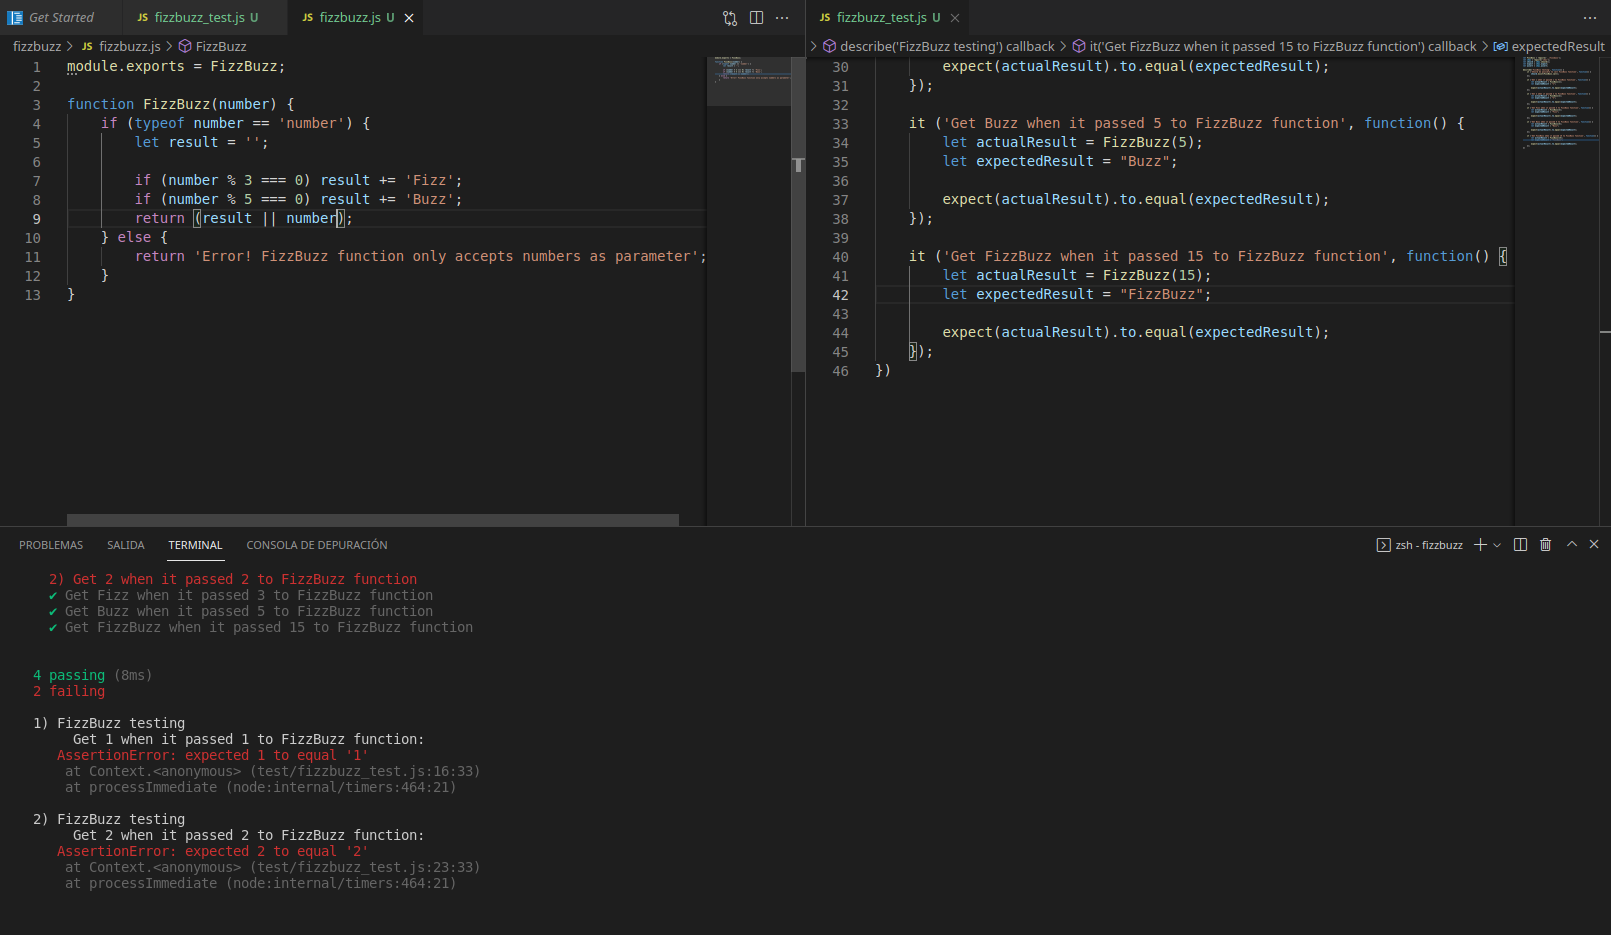 Get Started
JS fizzbuzz_test.js U
JS fizzbuzz.js U
fizzbuzz > JS fizzbuzz.js > FizzBuzz
1 module.exports = FizzBuzz;
2
3 function FizzBuzz(number) {
4 if (typeof number == 'number') {
5 let result = '';
6
7 if (number % 3 === 0) result += 'Fizz';
8 if (number % 5 === 0) result += 'Buzz';
9 return (result || number);
10 } else {
11 return 'Error! FizzBuzz function only accepts numbers as parameter';
12 }
13 }
JS fizzbuzz_test.js U
> describe('FizzBuzz testing') callback > it('Get FizzBuzz when it passed 15 to FizzBuzz function') callback > expectedResult
30 expect(actualResult).to.equal(expectedResult);
31 });
32
33 it ('Get Buzz when it passed 5 to FizzBuzz function', function() {
34 let actualResult = FizzBuzz(5);
35 let expectedResult = "Buzz";
36
37 expect(actualResult).to.equal(expectedResult);
38 });
39
40 it ('Get FizzBuzz when it passed 15 to FizzBuzz function', function() {
41 let actualResult = FizzBuzz(15);
42 let expectedResult = "FizzBuzz";
43
44 expect(actualResult).to.equal(expectedResult);
45 });
46 })
PROBLEMAS SALIDA TERMINAL CONSOLA DE DEPURACIÓN
zsh - fizzbuzz
2) Get 2 when it passed 2 to FizzBuzz function
✔ Get Fizz when it passed 3 to FizzBuzz function
✔ Get Buzz when it passed 5 to FizzBuzz function
✔ Get FizzBuzz when it passed 15 to FizzBuzz function
4 passing (8ms)
2 failing
1) FizzBuzz testing
Get 1 when it passed 1 to FizzBuzz function:
AssertionError: expected 1 to equal '1'
at Context.<anonymous> (test/fizzbuzz_test.js:16:33)
at processImmediate (node:internal/timers:464:21)
2) FizzBuzz testing
Get 2 when it passed 2 to FizzBuzz function:
AssertionError: expected 2 to equal '2'
at Context.<anonymous> (test/fizzbuzz_test.js:23:33)
at processImmediate (node:internal/timers:464:21)